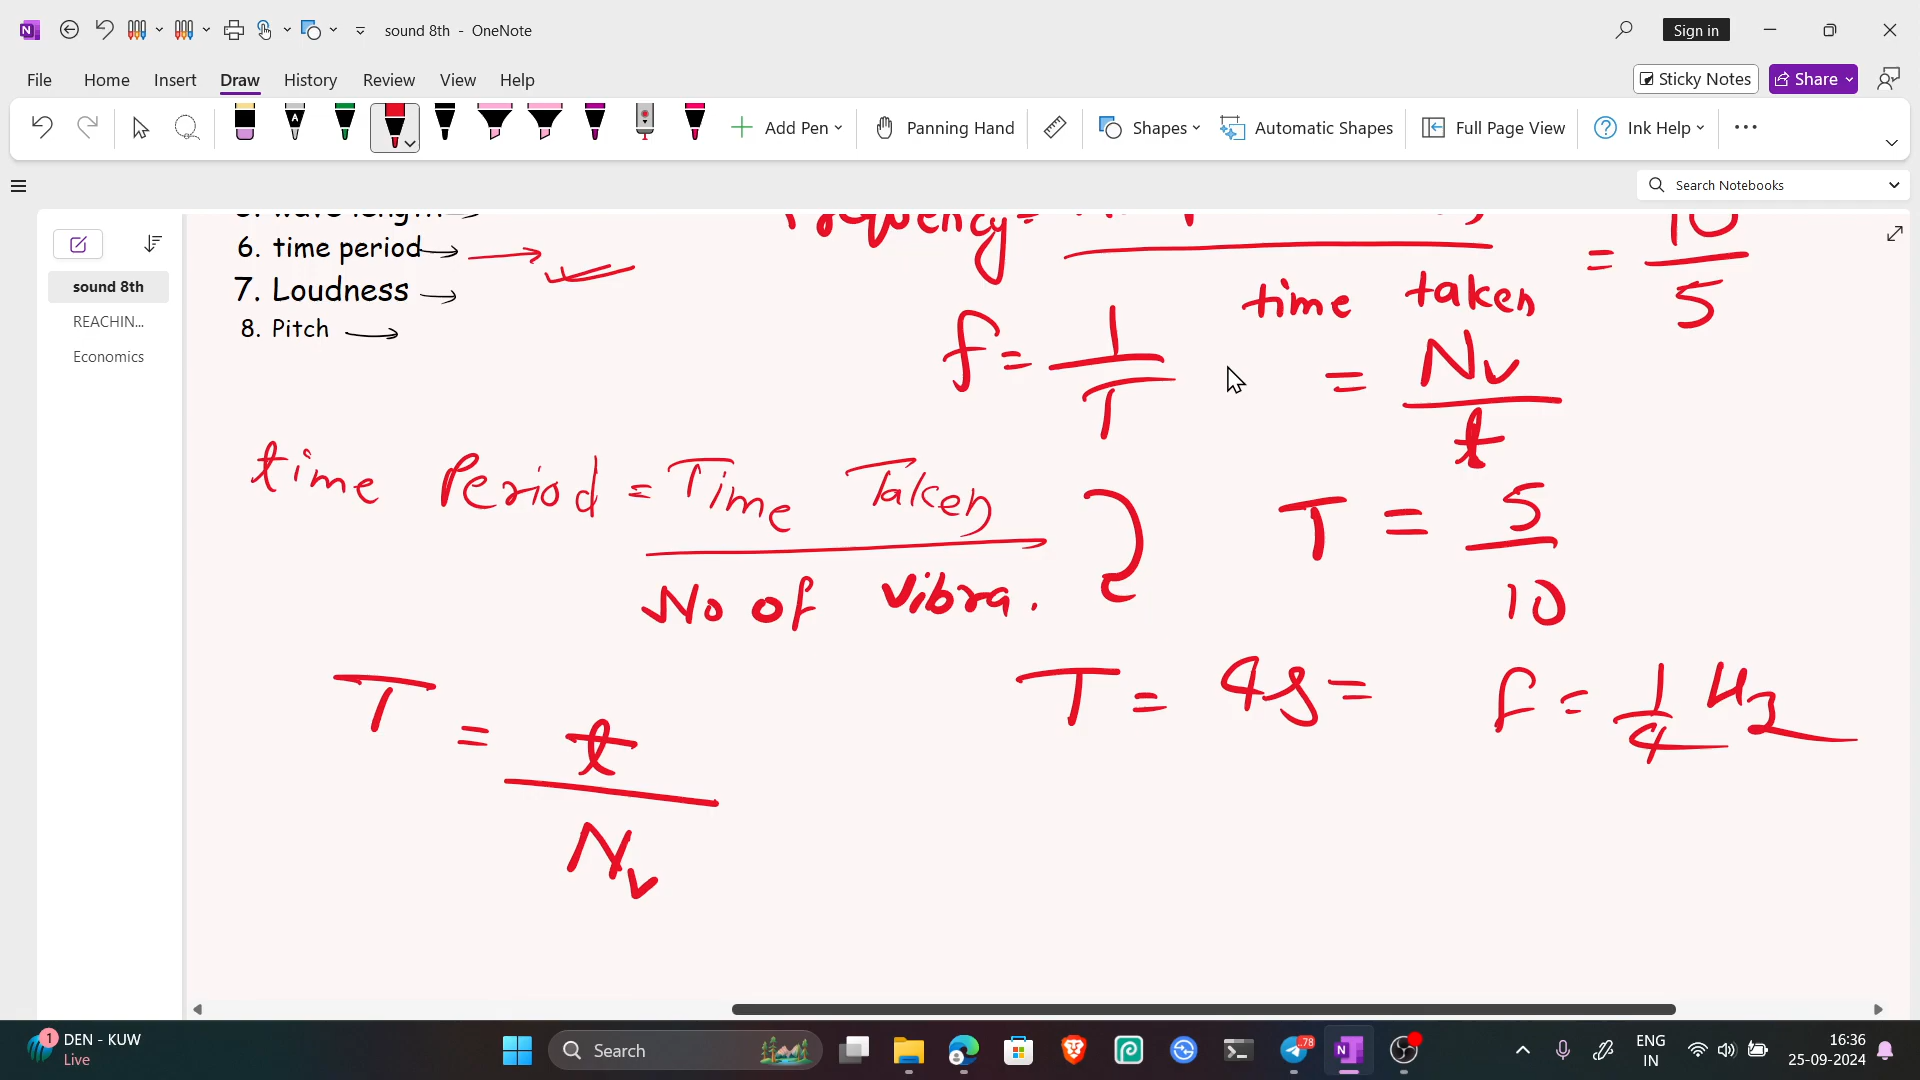 sound 8th - OneNote
Sign in
File Home Insert Draw History Review View Help
Sticky Notes
Share
Add Pen
Panning Hand
Shapes
Automatic Shapes
Full Page View
Ink Help
Search Notebooks
sound 8th
REACHIN...
Economics
6. time period
7. Loudness
8. Pitch
Frequency=
time taken
= 10
5
f= 1
T
= Nv
t
time Period = Time Taken
No of Vibra.
T = 5
10
T = t
Nv
T = 4s =
f = 1 Hz
4
DEN - KUW
Live
Search
78
ENG
IN
16:36
25-09-2024